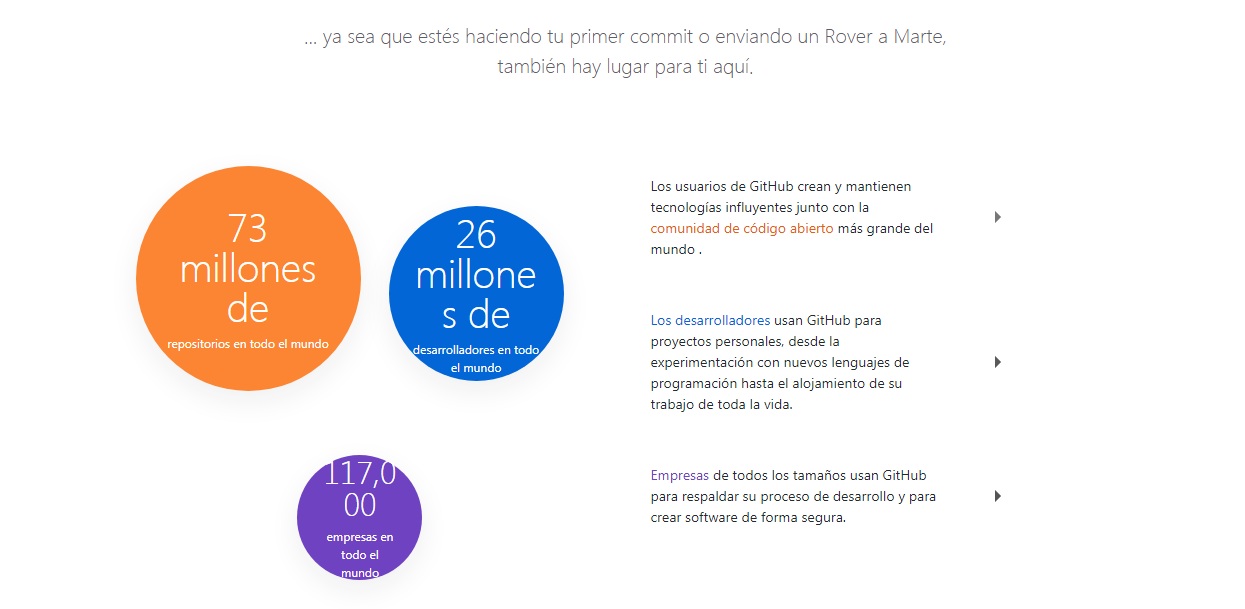 ... ya sea que estés haciendo tu primer commit o enviando un Rover a Marte,
también hay lugar para ti aquí.
73
millones
de
repositorios en todo el mundo
26
millone
s de
desarrolladores en todo
el mundo
117,0
00
empresas en
todo el
mundo
Los usuarios de GitHub crean y mantienen
tecnologías influyentes junto con la
comunidad de código abierto más grande del
mundo .
Los desarrolladores usan GitHub para
proyectos personales, desde la
experimentación con nuevos lenguajes de
programación hasta el alojamiento de su
trabajo de toda la vida.
Empresas de todos los tamaños usan GitHub
para respaldar su proceso de desarrollo y para
crear software de forma segura.